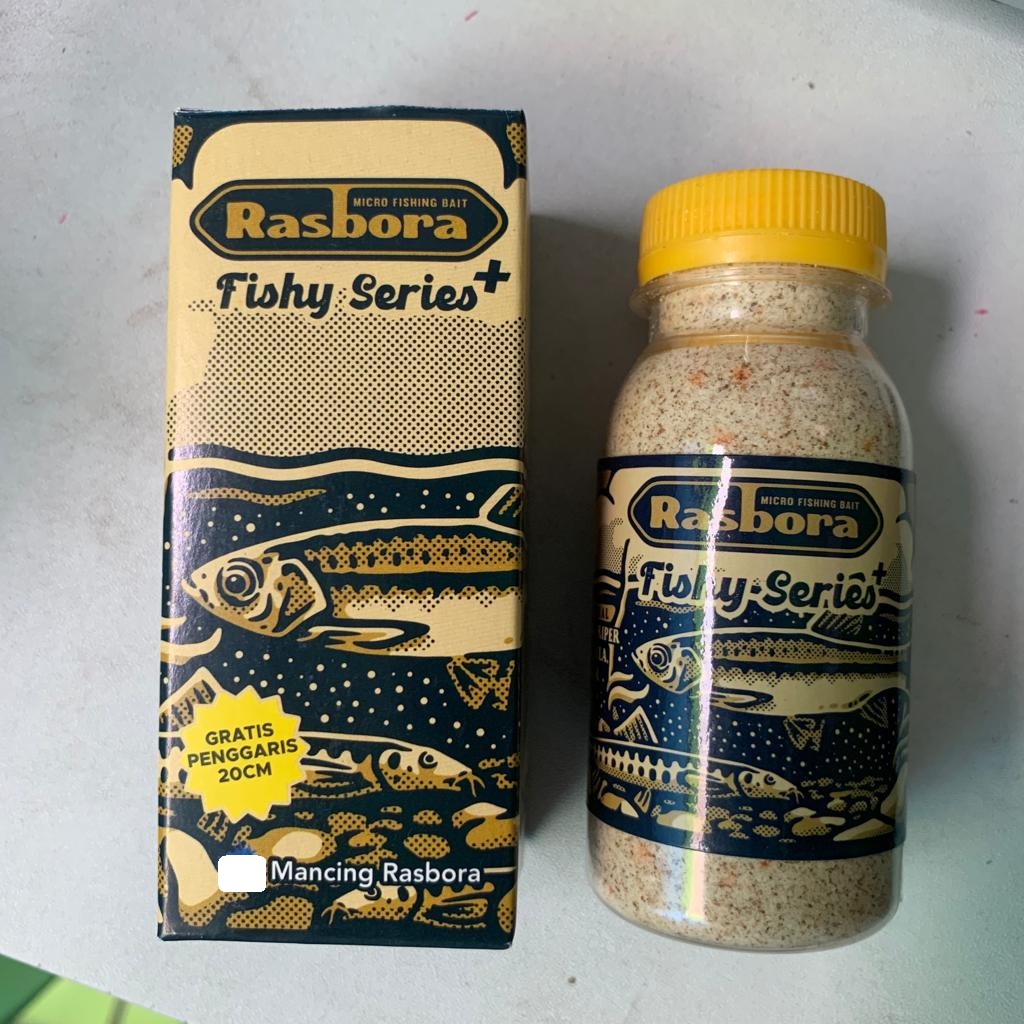 MICRO FISHING BAIT
Rasbora
Fishy Series+
GRATIS
PENGGARIS
20CM
Mancing Rasbora
MICRO FISHING BAIT
Rasbora
Fishy Series+